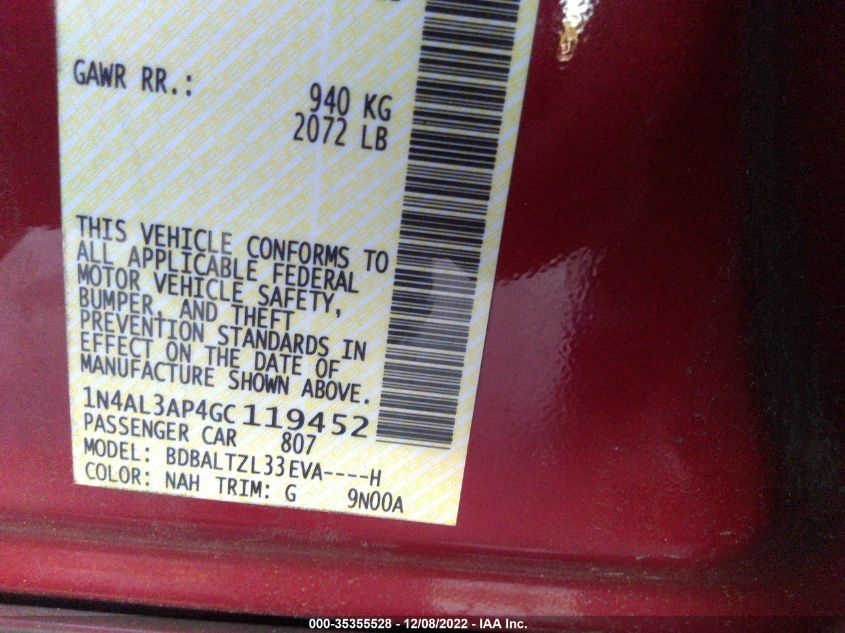 GAWR RR.:
940 KG
2072 LB
THIS VEHICLE CONFORMS TO
ALL APPLICABLE FEDERAL
MOTOR VEHICLE SAFETY,
BUMPER, AND THEFT
PREVENTION STANDARDS IN
EFFECT ON THE DATE OF
MANUFACTURE SHOWN ABOVE.
1N4AL3AP4GC119452
PASSENGER CAR 807
MODEL: BDBALTZL33EVA----H
COLOR: NAH TRIM: G 9N00A
000-35355528 - 12/08/2022 - IAA Inc.